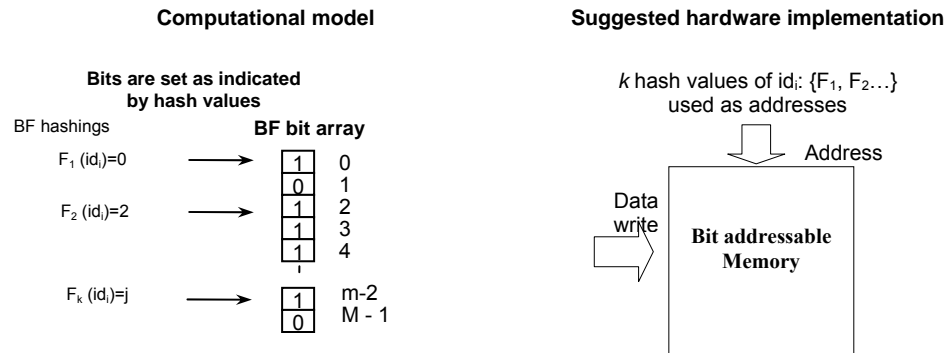 Computational model
Bits are set as indicated
by hash values
BF hashings
BF bit array
F₁ (idᵢ)=0
1 0
0 1
F₂ (idᵢ)=2
1 2
1 3
1 4
Fₖ (idᵢ)=j
1 m-2
0 M - 1
Suggested hardware implementation
k hash values of idᵢ: {F₁, F₂…}
used as addresses
Address
Data
write
Bit addressable
Memory